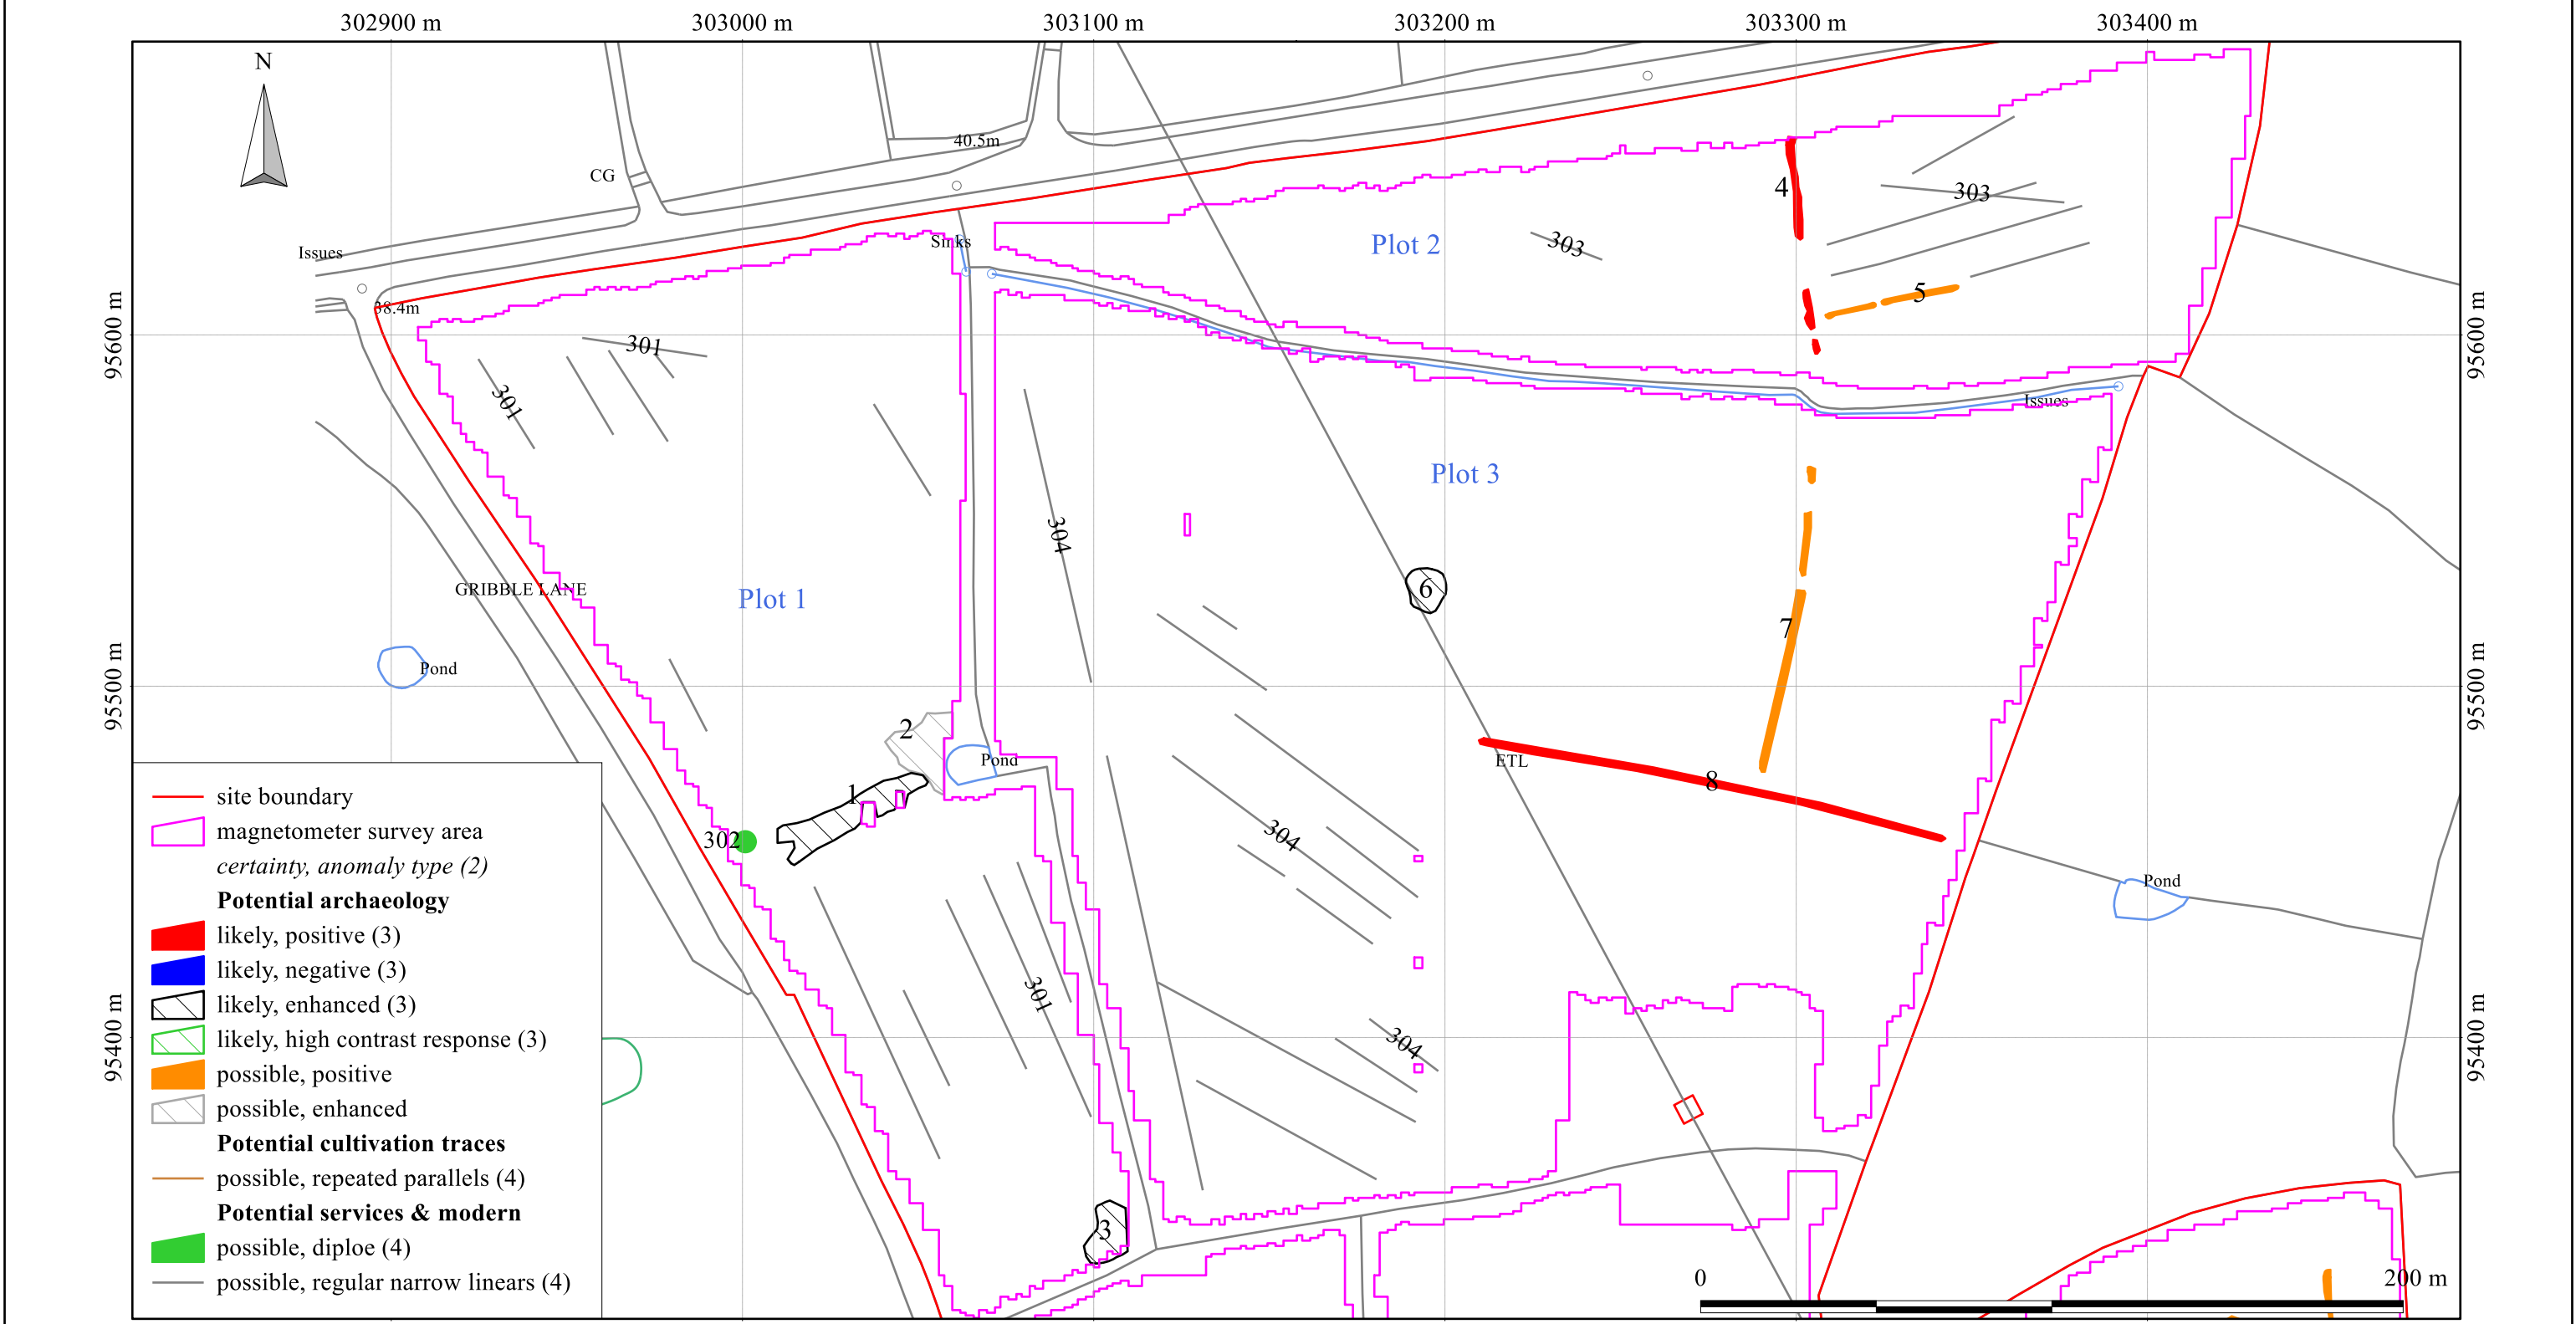 302900 m
303000 m
303100 m
303200 m
303300 m
303400 m
N
40.5m
CG
4
303
Sinks
Plot 2
303
Issues
5
38.4m
95600 m
95600 m
301
301
Issues
Plot 3
304
GRIBBLE LANE
6
Plot 1
7
Pond
95500 m
95500 m
2
Pond
ETL
8
1
302
304
Pond
301
304
95400 m
95400 m
3
site boundary
magnetometer survey area
certainty, anomaly type (2)
Potential archaeology
likely, positive (3)
likely, negative (3)
likely, enhanced (3)
likely, high contrast response (3)
possible, positive
possible, enhanced
Potential cultivation traces
possible, repeated parallels (4)
Potential services & modern
possible, diploe (4)
possible, regular narrow linears (4)
0
200 m